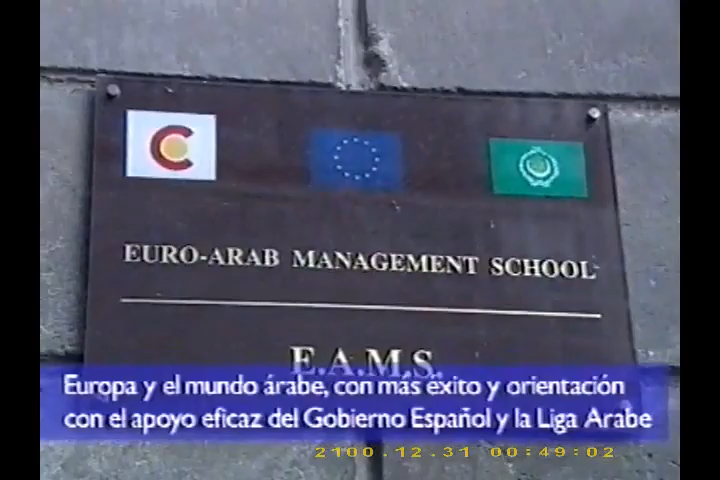 EURO-ARAB MANAGEMENT SCHOOL
E.A.M.S.
Europa y el mundo árabe, con más éxito y orientación
con el apoyo eficaz del Gobierno Español y la Liga Arabe
2100.12.31 00:49:02